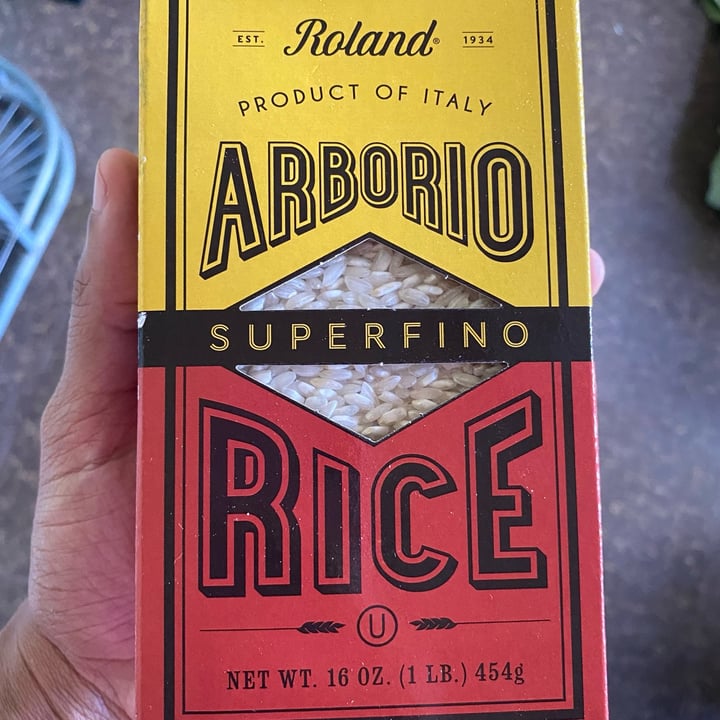 EST. Roland® 1934
PRODUCT OF ITALY
ARBORIO
SUPERFINO
RICE
U
NET WT. 16 OZ. (1 LB.) 454g